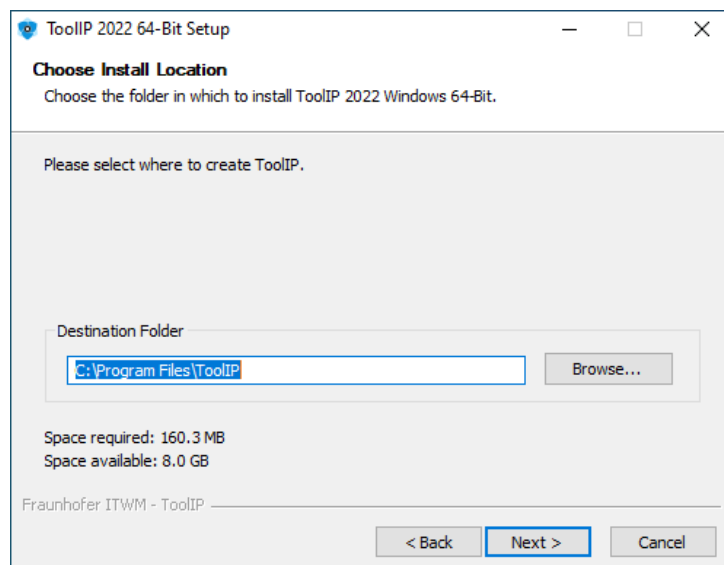 ToolIP 2022 64-Bit Setup
Choose Install Location
Choose the folder in which to install ToolIP 2022 Windows 64-Bit.
Please select where to create ToolIP.
Destination Folder
C:\Program Files\ToolIP
Browse...
Space required: 160.3 MB
Space available: 8.0 GB
Fraunhofer ITWM - ToolIP
< Back
Next >
Cancel